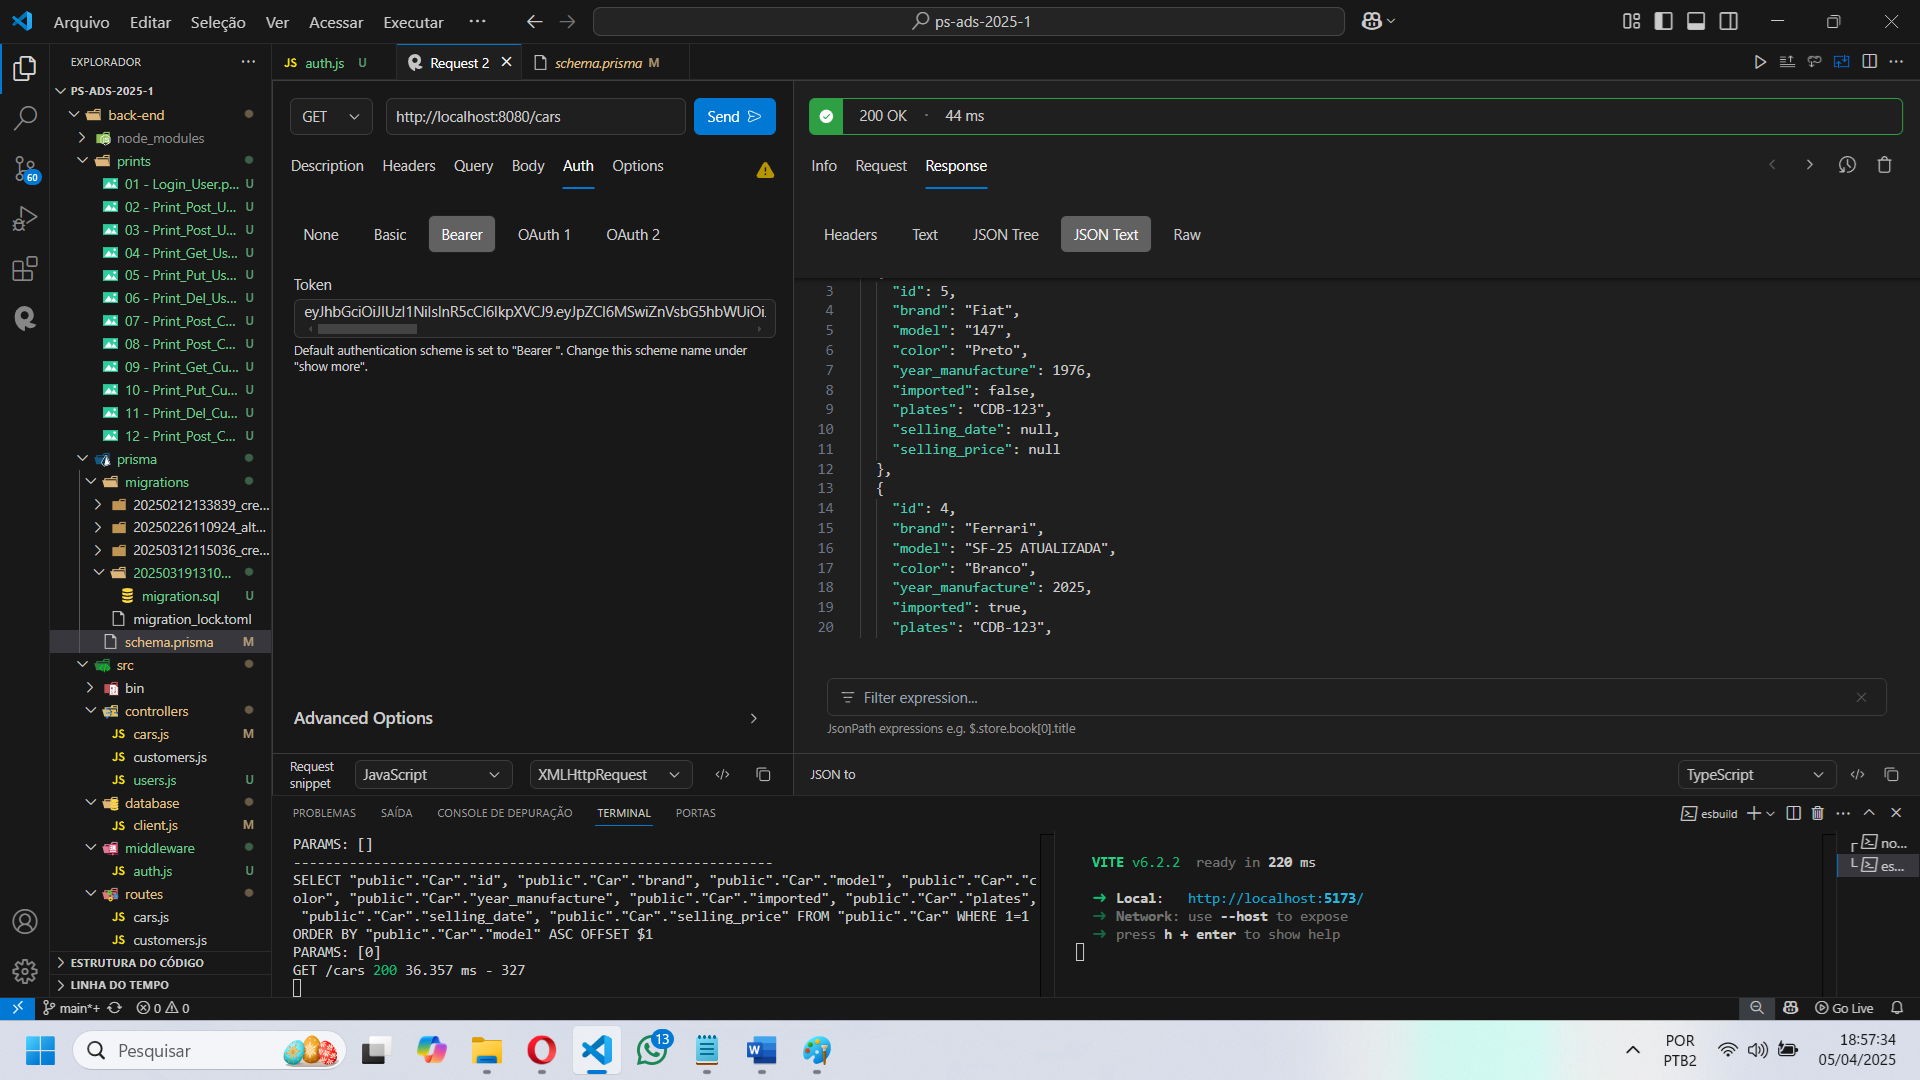 Arquivo Editar Seleção Ver Acessar Executar ···
ps-ads-2025-1
EXPLORADOR
PS-ADS-2025-1
back-end
node_modules
prints
01 - Login_User.p... U
02 - Print_Post_U... U
03 - Print_Post_U... U
04 - Print_Get_Us... U
05 - Print_Put_Us... U
06 - Print_Del_Us... U
07 - Print_Post_C... U
08 - Print_Post_C... U
09 - Print_Get_Cu... U
10 - Print_Put_Cu... U
11 - Print_Del_Cu... U
12 - Print_Post_C... U
prisma
migrations
20250212133839_cre...
20250226110924_alt...
20250312115036_cre...
202503191310...
migration.sql U
migration_lock.toml
schema.prisma M
src
bin
controllers
JS cars.js M
JS customers.js
JS users.js U
database
JS client.js M
middleware
JS auth.js U
routes
JS cars.js
JS customers.js
ESTRUTURA DO CÓDIGO
LINHA DO TEMPO
60
JS auth.js U
Request 2
schema.prisma M
GET
http://localhost:8080/cars
Send
Description Headers Query Body Auth Options
None Basic Bearer OAuth 1 OAuth 2
Token
Default authentication scheme is set to "Bearer ". Change this scheme name under
"show more".
Advanced Options
Request
snippet
JavaScript
XMLHttpRequest
200 OK · 44 ms
Info Request Response
Headers Text JSON Tree JSON Text Raw
3 "id": 5,
4 "brand": "Fiat",
5 "model": "147",
6 "color": "Preto",
7 "year_manufacture": 1976,
8 "imported": false,
9 "plates": "CDB-123",
10 "selling_date": null,
11 "selling_price": null
12 },
13 {
14 "id": 4,
15 "brand": "Ferrari",
16 "model": "SF-25 ATUALIZADA",
17 "color": "Branco",
18 "year_manufacture": 2025,
19 "imported": true,
20 "plates": "CDB-123",
Filter expression...
JsonPath expressions e.g. $.store.book[0].title
JSON to
TypeScript
PROBLEMAS SAÍDA CONSOLE DE DEPURAÇÃO TERMINAL PORTAS
esbuild
PARAMS: []
------------------------------------------------------------
SELECT "public"."Car"."id", "public"."Car"."brand", "public"."Car"."model", "public"."Car"."c
olor", "public"."Car"."year_manufacture", "public"."Car"."imported", "public"."Car"."plates",
"public"."Car"."selling_date", "public"."Car"."selling_price" FROM "public"."Car" WHERE 1=1
ORDER BY "public"."Car"."model" ASC OFFSET $1
PARAMS: [0]
GET /cars 200 36.357 ms - 327
VITE v6.2.2 ready in 220 ms
➜ Local: http://localhost:5173/
➜ Network: use --host to expose
➜ press h + enter to show help
no...
es...
main*+
0 0
Go Live
Pesquisar
13
POR
PTB2
18:57:34
05/04/2025